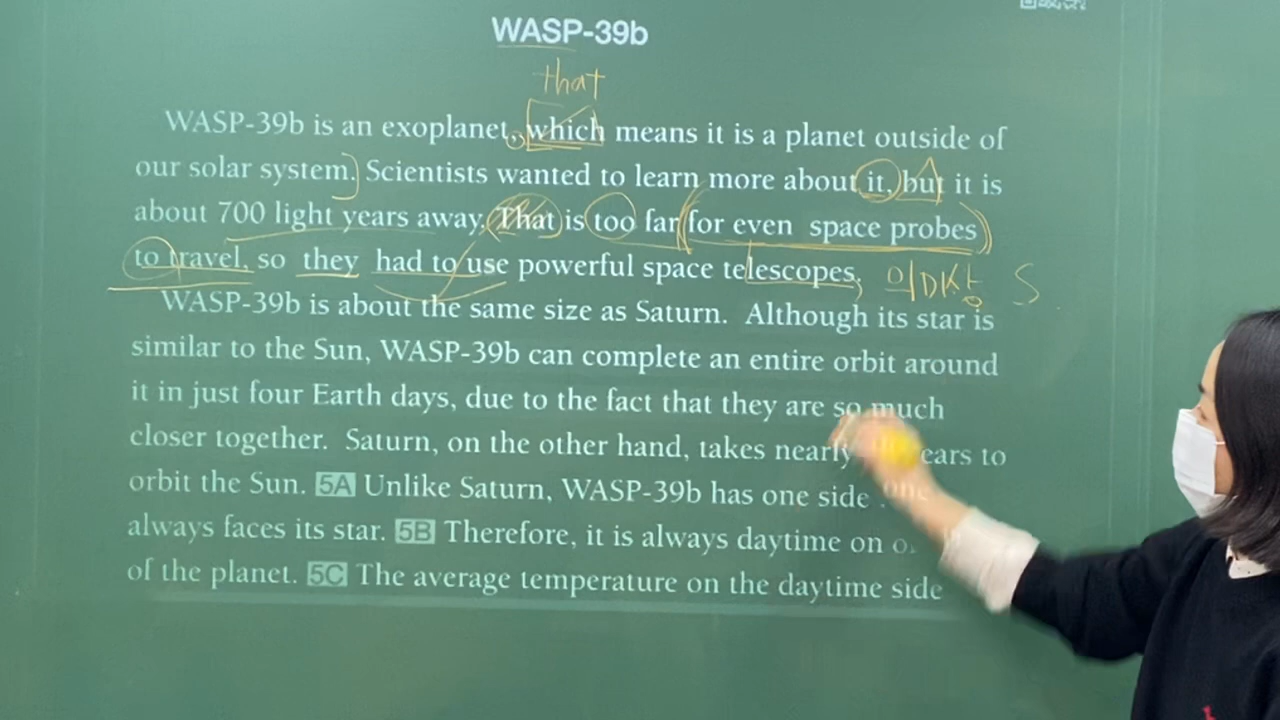 WASP-39b
that
WASP-39b is an exoplanet, which means it is a planet outside of
our solar system. Scientists wanted to learn more about it, but it is
about 700 light years away. That is too far for even space probes
to travel, so they had to use powerful space telescopes, S
WASP-39b is about the same size as Saturn. Although its star is
similar to the Sun, WASP-39b can complete an entire orbit around
it in just four Earth days, due to the fact that they are so much
closer together. Saturn, on the other hand, takes nearly ears to
orbit the Sun. 5A Unlike Saturn, WASP-39b has one side
always faces its star. 5B Therefore, it is always daytime on
of the planet. 5C The average temperature on the daytime side